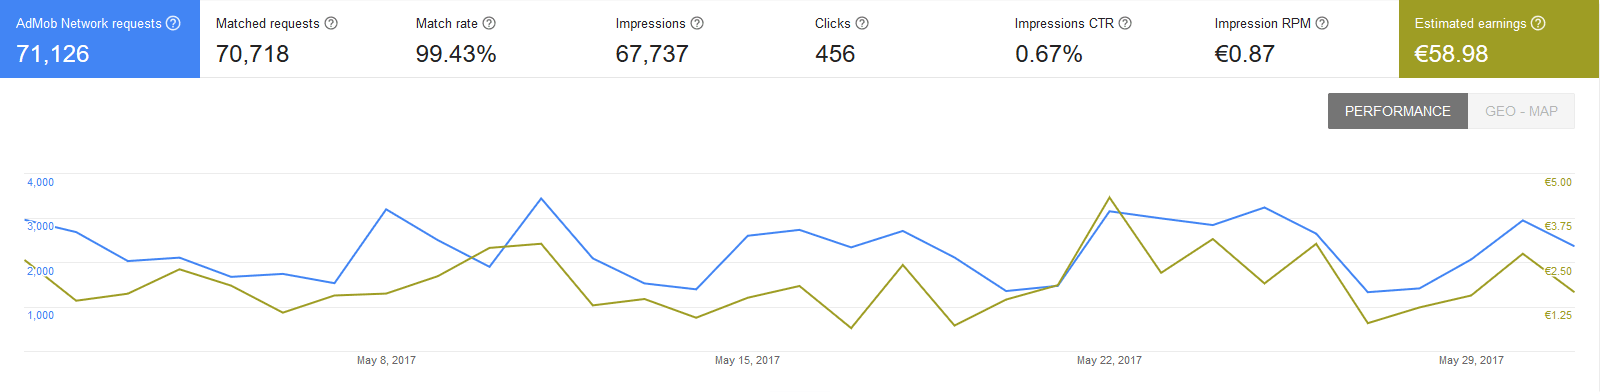 AdMob Network requests Matched requests Match rate Impressions Clicks Impressions CTR Impression RPM Estimated earnings
71,126 70,718 99.43% 67,737 456 0.67% €0.87 €58.98
PERFORMANCE GEO - MAP
4,000 €5.00
3,000 €3.75
2,000 €2.50
1,000 €1.25
May 8, 2017 May 15, 2017 May 22, 2017 May 29, 2017